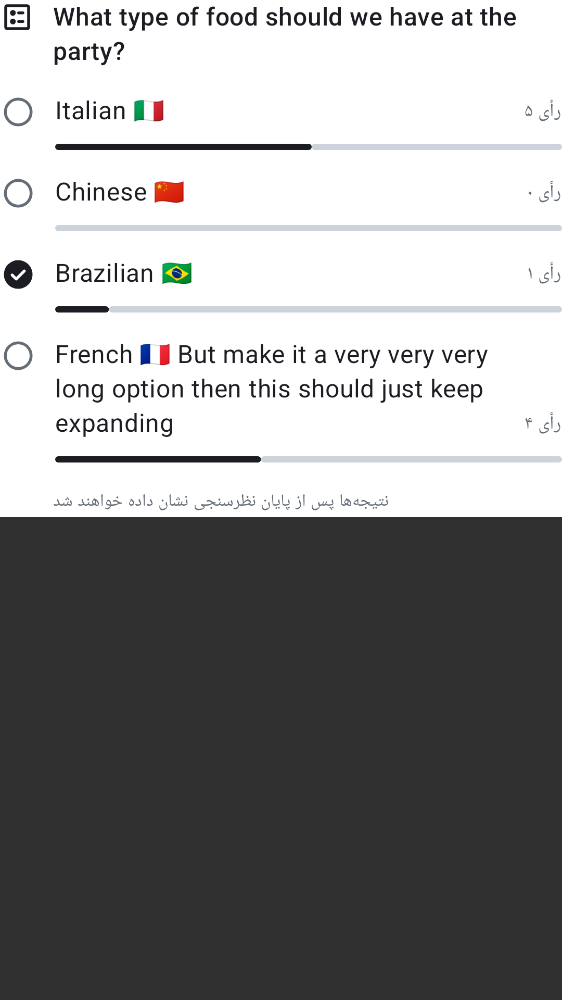 What type of food should we have at the
party?
Italian 🇮🇹 ۵ رأی
Chinese 🇨🇳 ۰ رأی
Brazilian 🇧🇷 ۱ رأی
French 🇫🇷 But make it a very very very
long option then this should just keep
expanding ۴ رأی
نتیجه‌ها پس از پایان نظرسنجی نشان داده خواهند شد